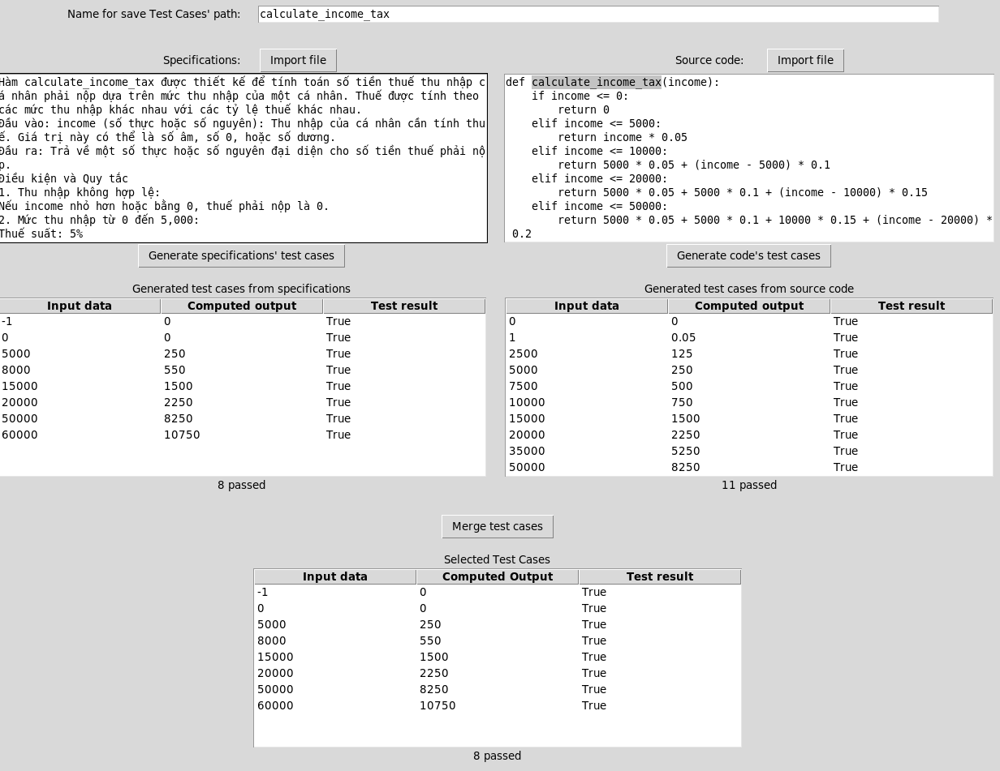 Name for save Test Cases' path: calculate_income_tax
Specifications: Import file
Source code: Import file
Hàm calculate_income_tax được thiết kế để tính toán số tiền thuế thu nhập c
á nhân phải nộp dựa trên mức thu nhập của một cá nhân. Thuế được tính theo
các mức thu nhập khác nhau với các tỷ lệ thuế khác nhau.
Đầu vào: income (số thực hoặc số nguyên): Thu nhập của cá nhân cần tính thu
ế. Giá trị này có thể là số âm, số 0, hoặc số dương.
Đầu ra: Trả về một số thực hoặc số nguyên đại diện cho số tiền thuế phải nộ
p.
Điều kiện và Quy tắc
1. Thu nhập không hợp lệ:
Nếu income nhỏ hơn hoặc bằng 0, thuế phải nộp là 0.
2. Mức thu nhập từ 0 đến 5,000:
Thuế suất: 5%
def calculate_income_tax(income):
if income <= 0:
return 0
elif income <= 5000:
return income * 0.05
elif income <= 10000:
return 5000 * 0.05 + (income - 5000) * 0.1
elif income <= 20000:
return 5000 * 0.05 + 5000 * 0.1 + (income - 10000) * 0.15
elif income <= 50000:
return 5000 * 0.05 + 5000 * 0.1 + 10000 * 0.15 + (income - 20000) *
0.2
Generate specifications' test cases
Generate code's test cases
Generated test cases from specifications
Input data Computed output Test result
-1 0 True
0 0 True
5000 250 True
8000 550 True
15000 1500 True
20000 2250 True
50000 8250 True
60000 10750 True
8 passed
Generated test cases from source code
Input data Computed output Test result
0 0 True
1 0.05 True
2500 125 True
5000 250 True
7500 500 True
10000 750 True
15000 1500 True
20000 2250 True
35000 5250 True
50000 8250 True
11 passed
Merge test cases
Selected Test Cases
Input data Computed Output Test result
-1 0 True
0 0 True
5000 250 True
8000 550 True
15000 1500 True
20000 2250 True
50000 8250 True
60000 10750 True
8 passed